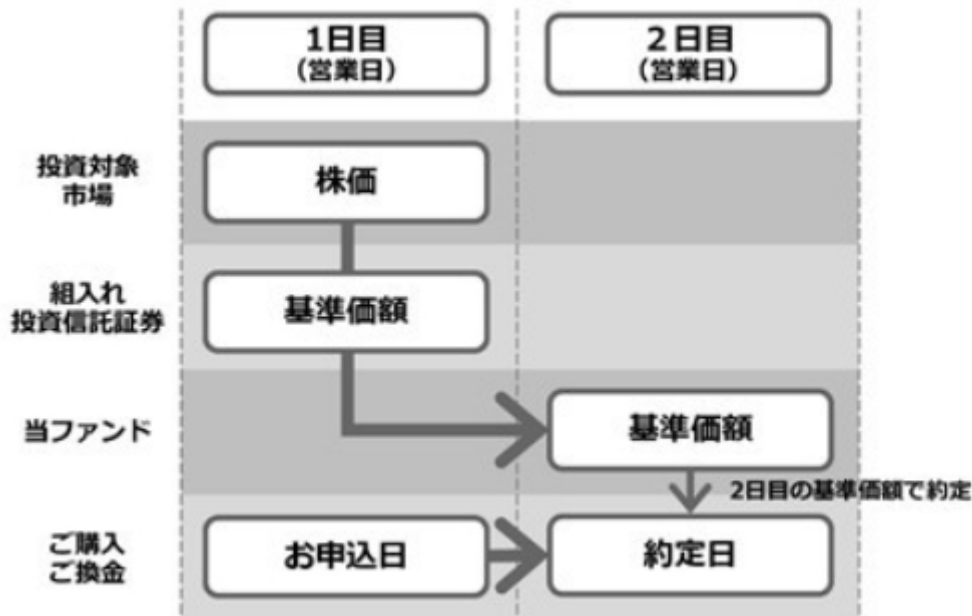 1日目
（営業日）
２日目
（営業日）
投資対象
市場
株価
組入れ
投資信託証券
基準価額
当ファンド
基準価額
2日目の基準価額で約定
ご購入
ご換金
お申込日
約定日